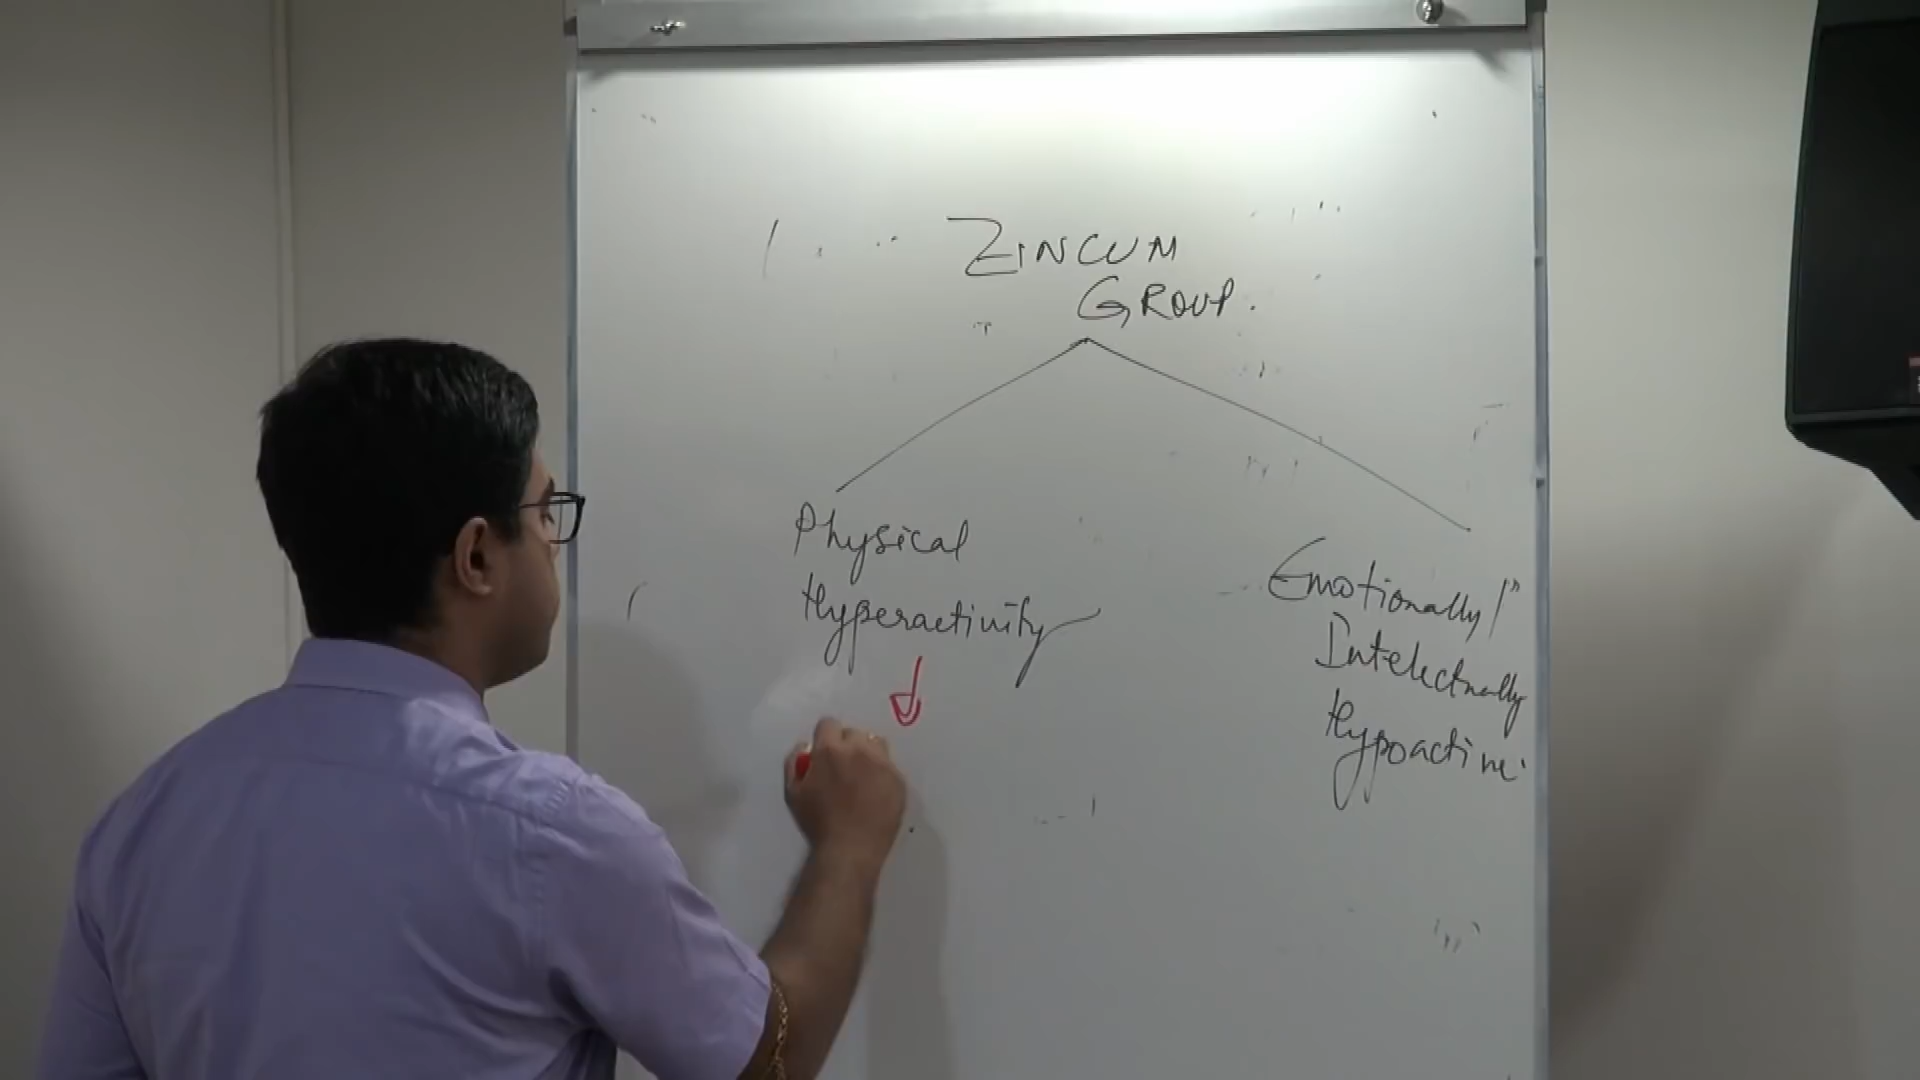 ZINCUM
GROUP.
Physical
Hyperactivity
Emotionally/"
Intelectually
Hypoactive.